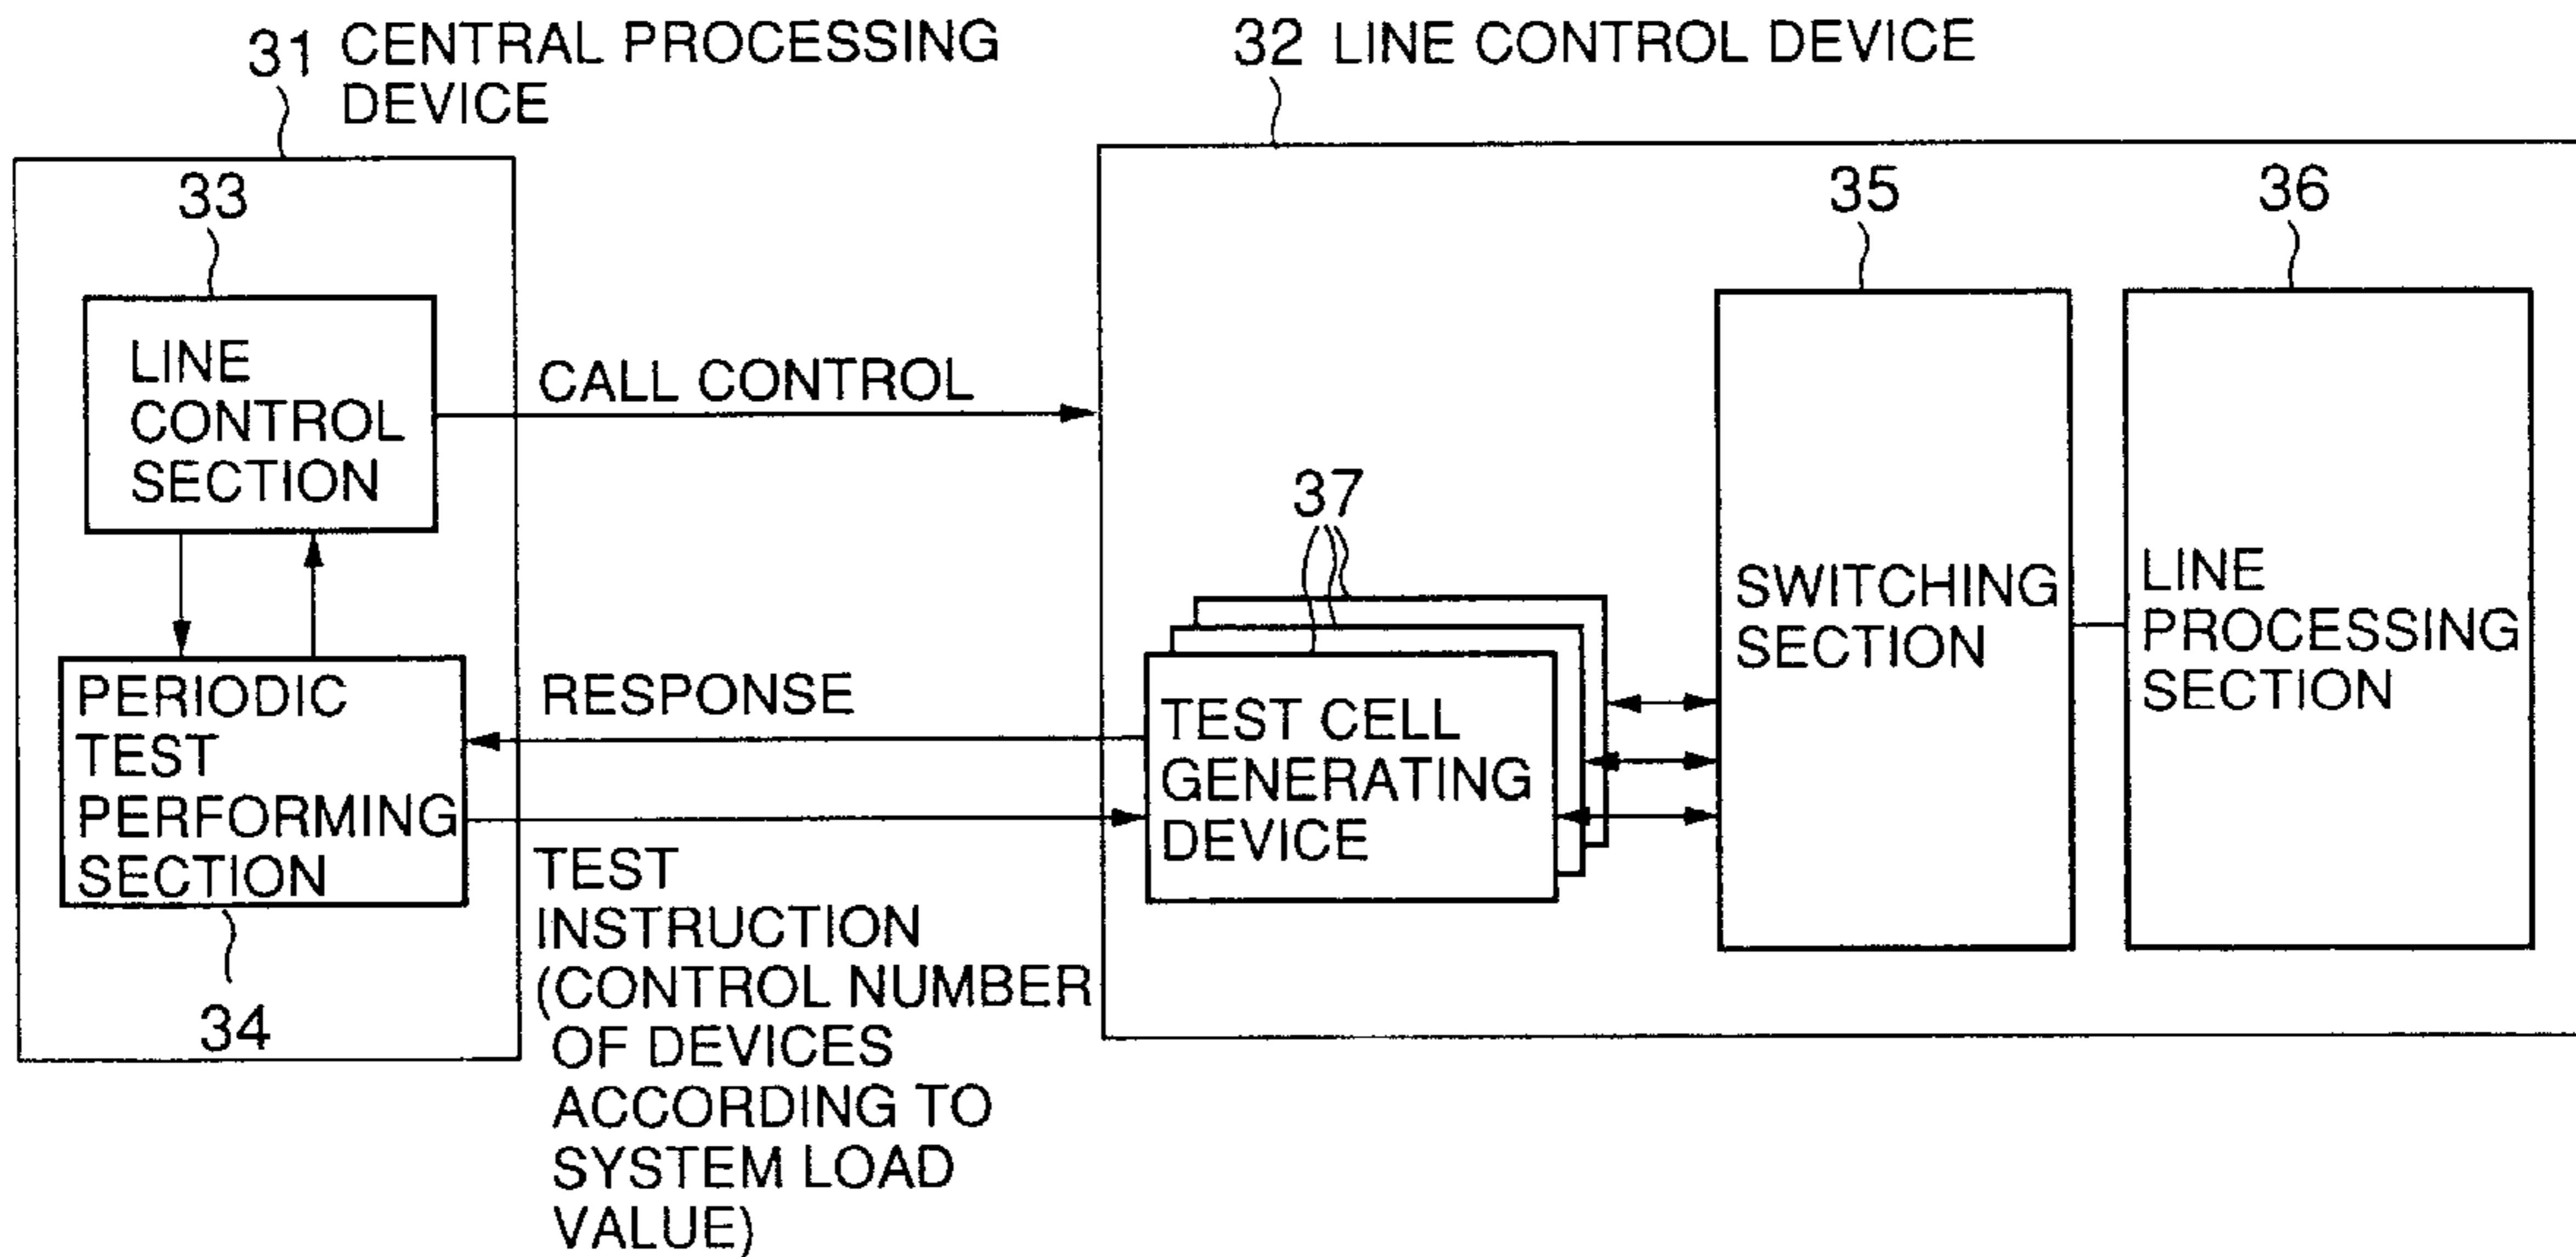 31 CENTRAL PROCESSING
DEVICE
32 LINE CONTROL DEVICE
33
LINE
CONTROL
SECTION
CALL CONTROL
35
36
37
SWITCHING
SECTION
LINE
PROCESSING
SECTION
PERIODIC
TEST
PERFORMING
SECTION
34
RESPONSE
TEST CELL
GENERATING
DEVICE
TEST
INSTRUCTION
(CONTROL NUMBER
OF DEVICES
ACCORDING TO
SYSTEM LOAD
VALUE)